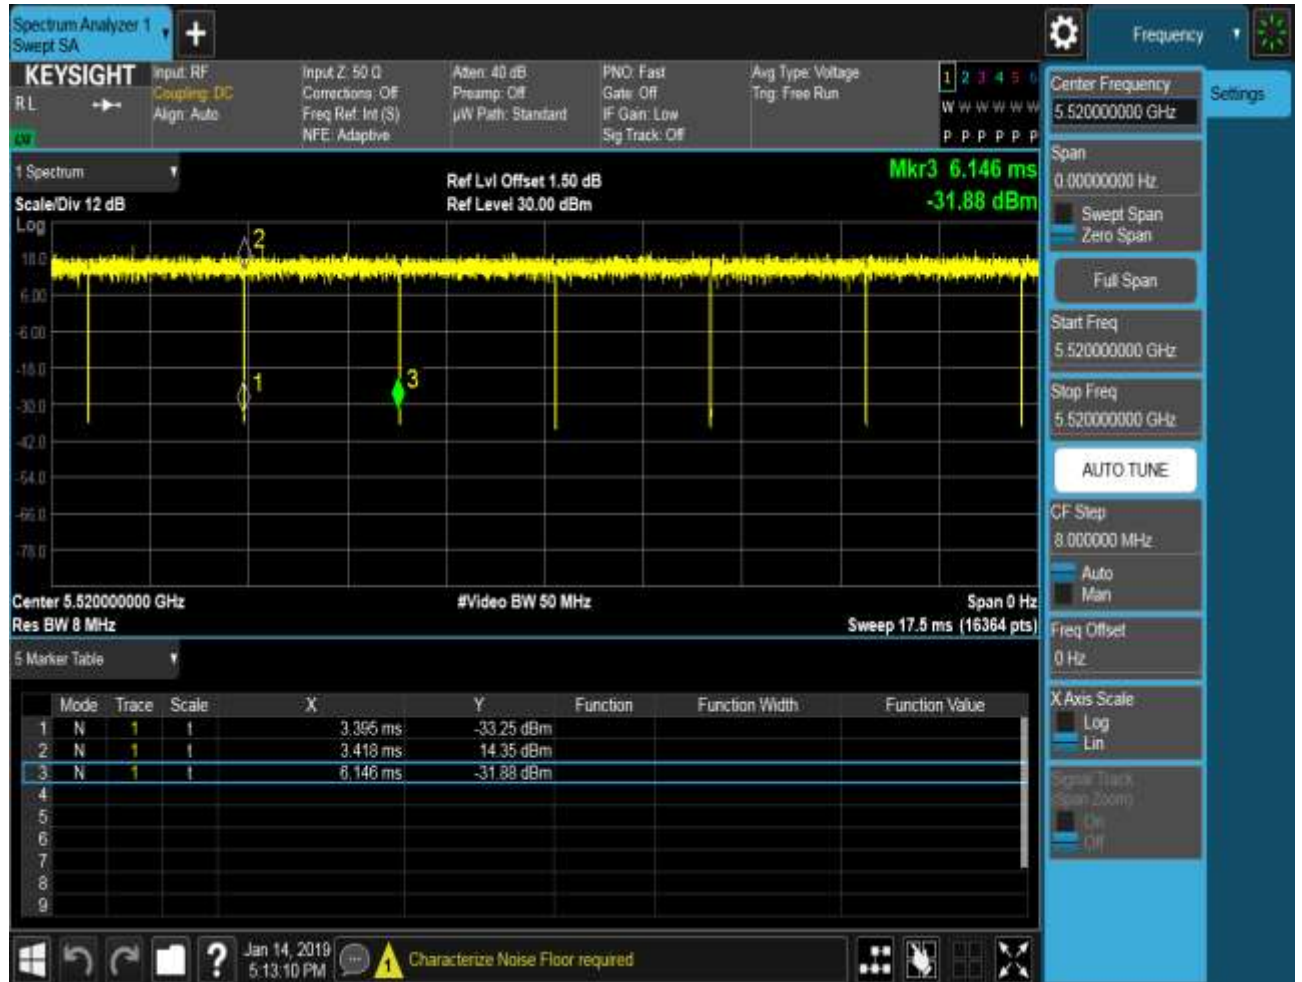 Spectrum Analyzer 1
Swept SA
+
Frequency
KEYSIGHT
RL
Input: RF
Coupling: DC
Align: Auto
Input Z: 50 Ω
Corrections: Off
Freq Ref: Int (S)
NFE: Adaptive
Atten: 40 dB
Preamp: Off
µW Path: Standard
PNO: Fast
Gate: Off
IF Gain: Low
Sig Track: Off
Avg Type: Voltage
Trig: Free Run
1 2 3 4 5 6
W W W W W W
P P P P P P
1 Spectrum
Scale/Div 12 dB
Ref Lvl Offset 1.50 dB
Ref Level 30.00 dBm
Mkr3 6.146 ms
-31.88 dBm
Log
18.0
6.00
-6.00
-18.0
-30.0
-42.0
-54.0
-66.0
-78.0
2
1
3
Center 5.520000000 GHz
Res BW 8 MHz
#Video BW 50 MHz
Span 0 Hz
Sweep 17.5 ms (16364 pts)
5 Marker Table
Mode Trace Scale X Y Function Function Width Function Value
1 N 1 t 3.395 ms -33.25 dBm
2 N 1 t 3.418 ms 14.35 dBm
3 N 1 t 6.146 ms -31.88 dBm
4
5
6
7
8
9
Jan 14, 2019
5:13:10 PM
Characterize Noise Floor required
Settings
Center Frequency
5.520000000 GHz
Span
0.00000000 Hz
Swept Span
Zero Span
Full Span
Start Freq
5.520000000 GHz
Stop Freq
5.520000000 GHz
AUTO TUNE
CF Step
8.000000 MHz
Auto
Man
Freq Offset
0 Hz
X Axis Scale
Log
Lin
Signal Track
(Span Zoom)
On
Off